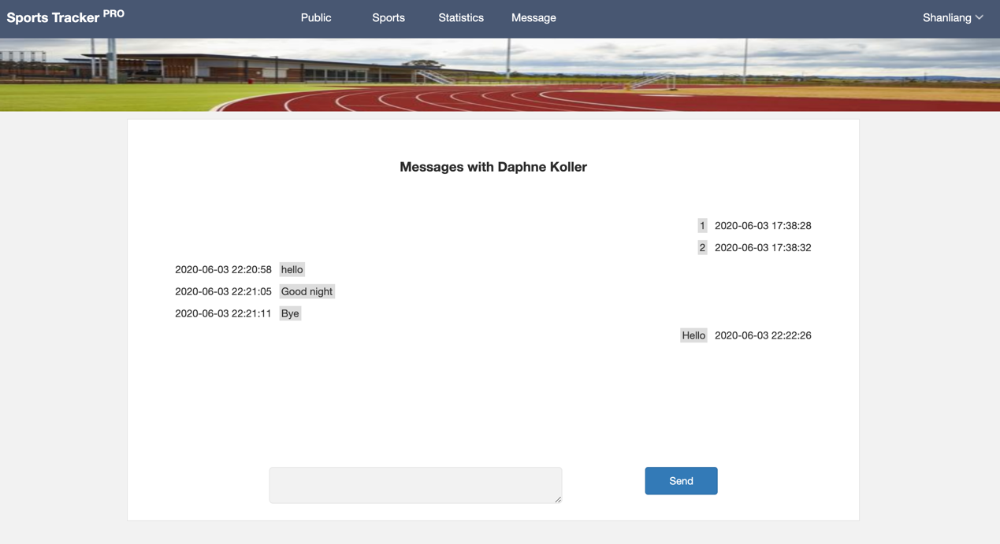 Sports Tracker PRO
Public Sports Statistics Message Shanliang
Messages with Daphne Koller
1 2020-06-03 17:38:28
2 2020-06-03 17:38:32
2020-06-03 22:20:58 hello
2020-06-03 22:21:05 Good night
2020-06-03 22:21:11 Bye
Hello 2020-06-03 22:22:26
Send